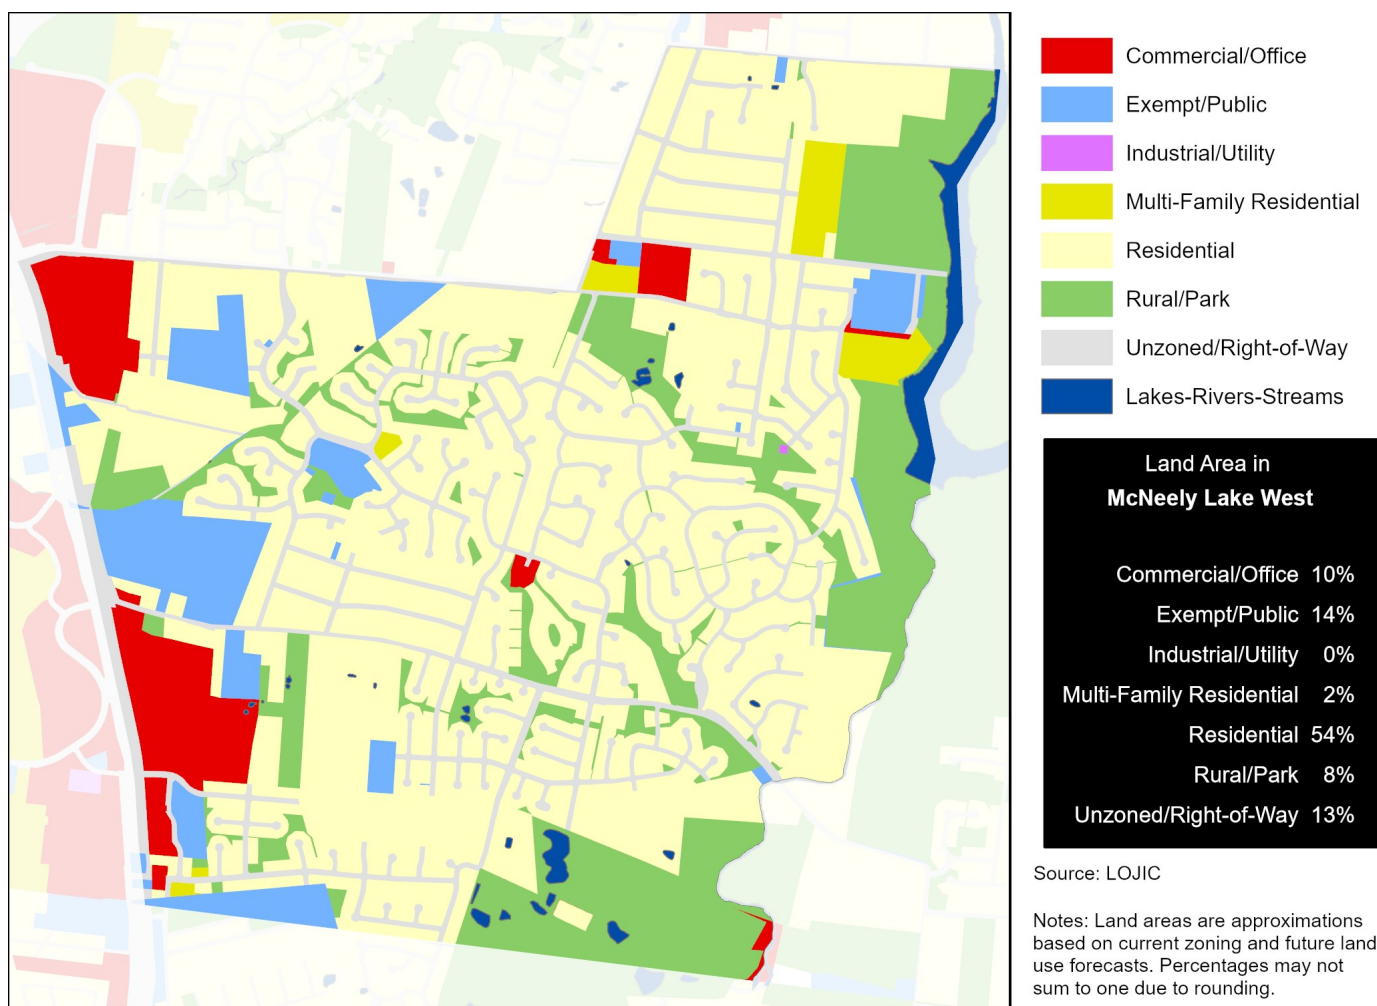 Commercial/Office
Exempt/Public
Industrial/Utility
Multi-Family Residential
Residential
Rural/Park
Unzoned/Right-of-Way
Lakes-Rivers-Streams
Land Area in
McNeely Lake West
Commercial/Office 10%
Exempt/Public 14%
Industrial/Utility 0%
Multi-Family Residential 2%
Residential 54%
Rural/Park 8%
Unzoned/Right-of-Way 13%
Source: LOJIC
Notes: Land areas are approximations
based on current zoning and future land
use forecasts. Percentages may not
sum to one due to rounding.